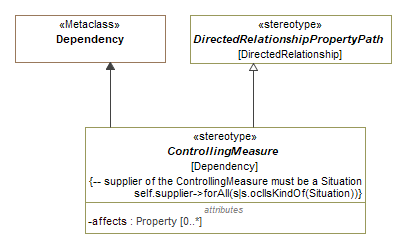 «Metaclass»
Dependency
«stereotype»
DirectedRelationshipPropertyPath
[DirectedRelationship]
«stereotype»
ControllingMeasure
[Dependency]
{-- supplier of the ControllingMeasure must be a Situation
self.supplier->forAll(s|s.oclIsKindOf(Situation))}
attributes
-affects : Property [0..*]